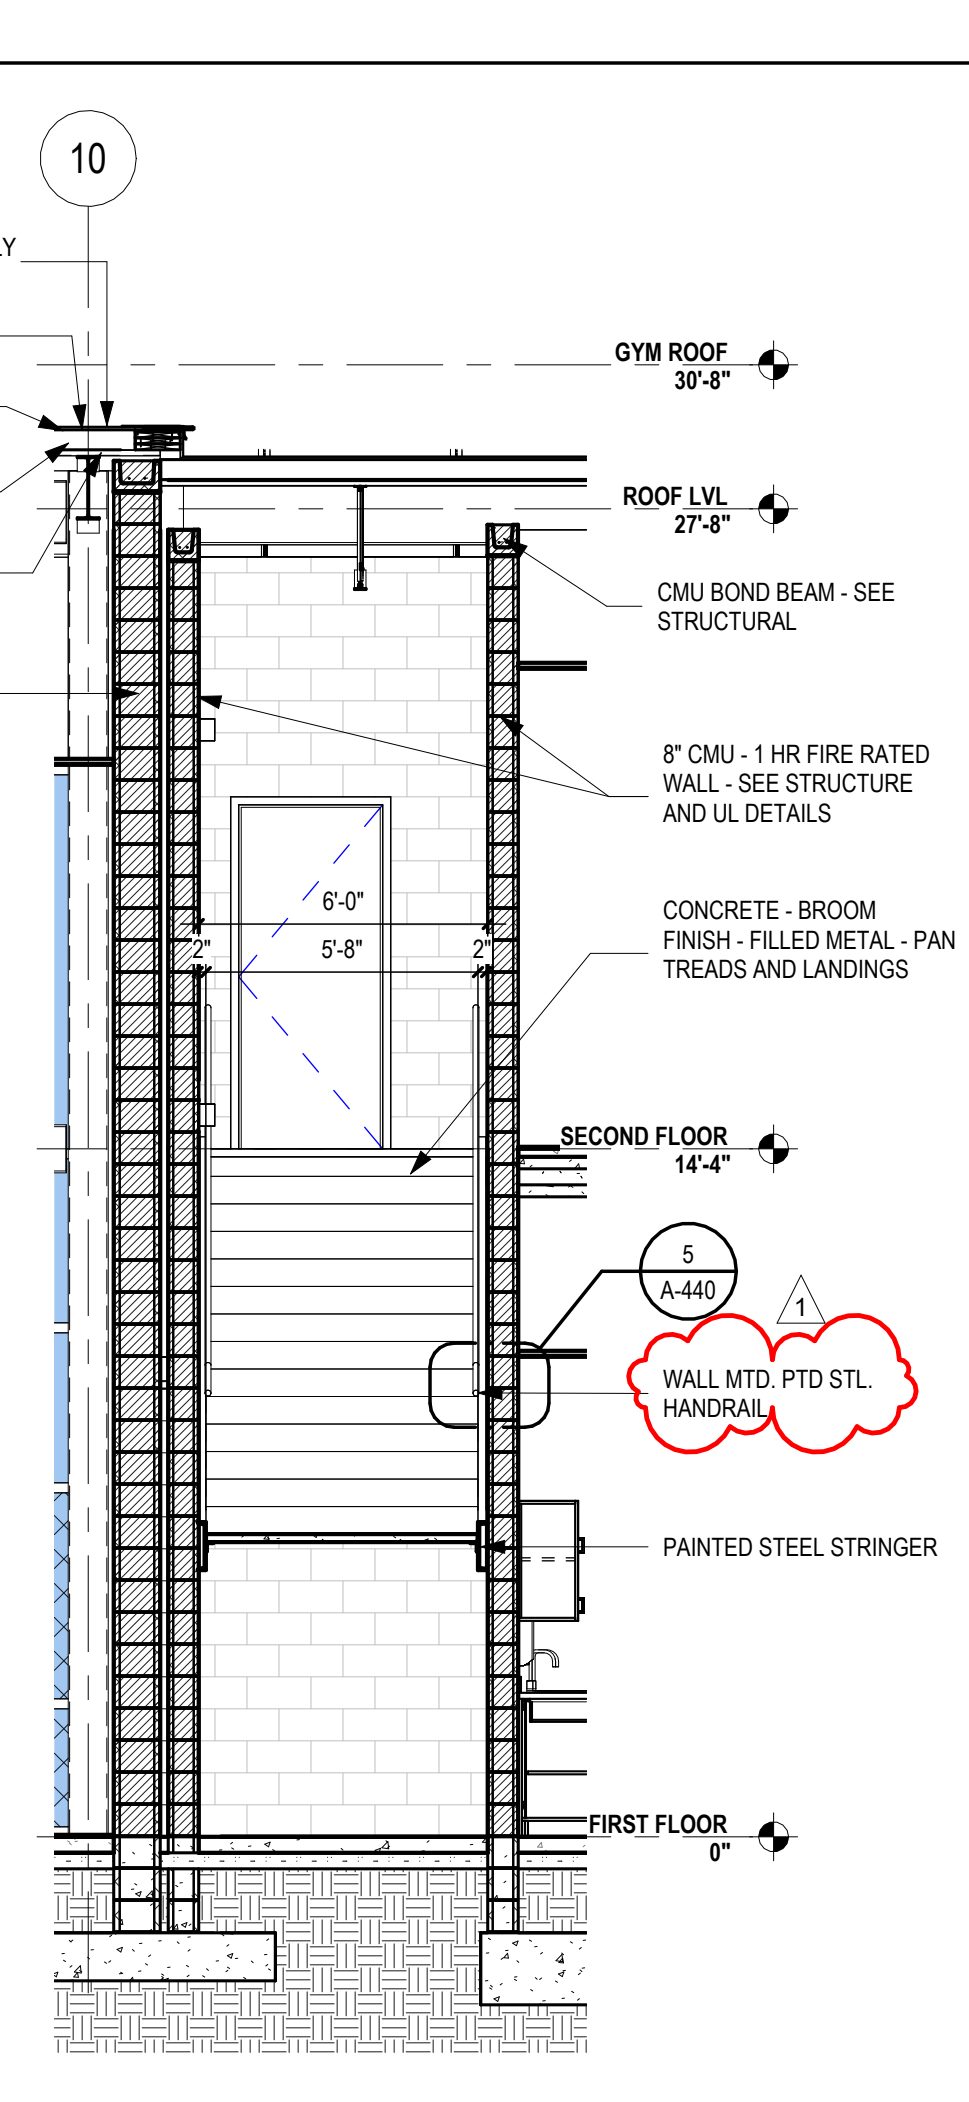 10
LY
GYM ROOF
30'-8"
ROOF LVL
27'-8"
CMU BOND BEAM - SEE
STRUCTURAL
8" CMU - 1 HR FIRE RATED
WALL - SEE STRUCTURE
AND UL DETAILS
6'-0"
CONCRETE - BROOM
FINISH - FILLED METAL - PAN
TREADS AND LANDINGS
2"
5'-8"
2"
SECOND FLOOR
14'-4"
5
A-440
1
WALL MTD. PTD STL.
HANDRAIL
PAINTED STEEL STRINGER
FIRST FLOOR
0"